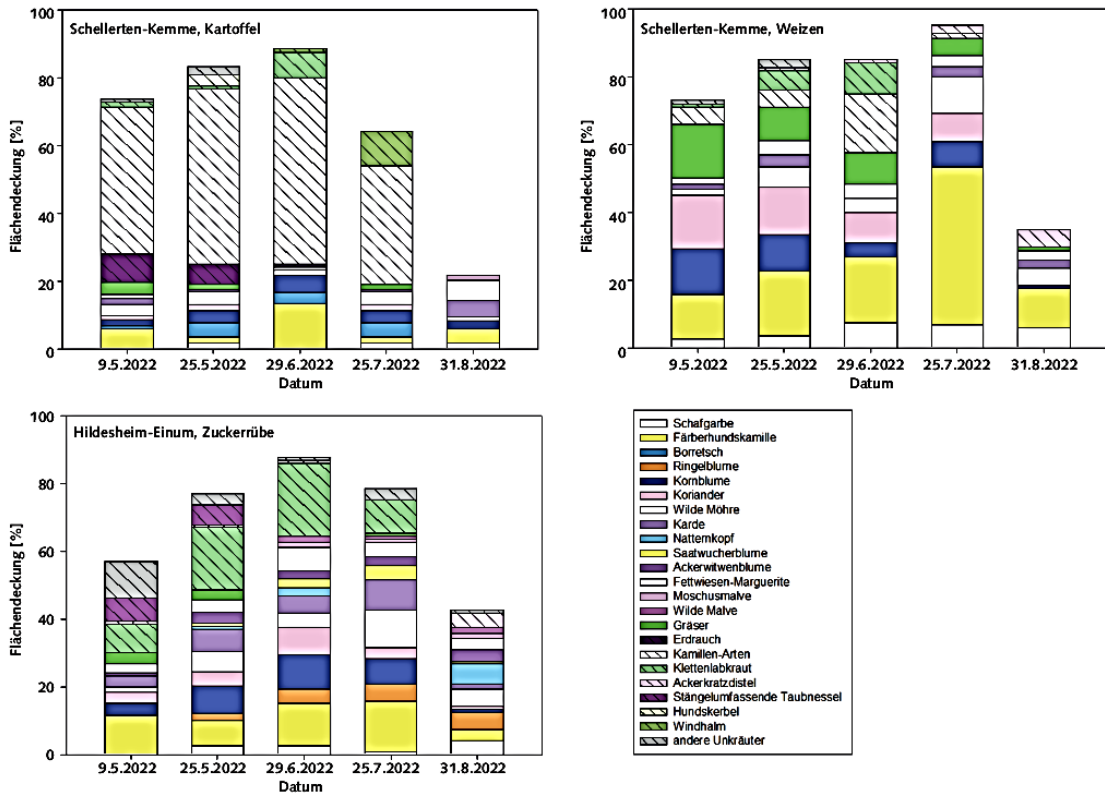 Schellerten-Kemme, Kartoffel
Flächendeckung [%]
100
80
60
40
20
0
9.5.2022 25.5.2022 29.6.2022 25.7.2022 31.8.2022
Datum
Schellerten-Kemme, Weizen
Flächendeckung [%]
100
80
60
40
20
0
9.5.2022 25.5.2022 29.6.2022 25.7.2022 31.8.2022
Datum
Hildesheim-Einum, Zuckerrübe
Flächendeckung [%]
100
80
60
40
20
0
9.5.2022 25.5.2022 29.6.2022 25.7.2022 31.8.2022
Datum
Schafgarbe
Färberhundskamille
Borretsch
Ringelblume
Kornblume
Koriander
Wilde Möhre
Karde
Natternkopf
Saatwucherblume
Ackerwitwenblume
Fettwiesen-Marguerite
Moschusmalve
Wilde Malve
Gräser
Erdrauch
Kamillen-Arten
Klettenlabkraut
Ackerkratzdistel
Stängelumfassende Taubnessel
Hundskerbel
Windhalm
andere Unkräuter